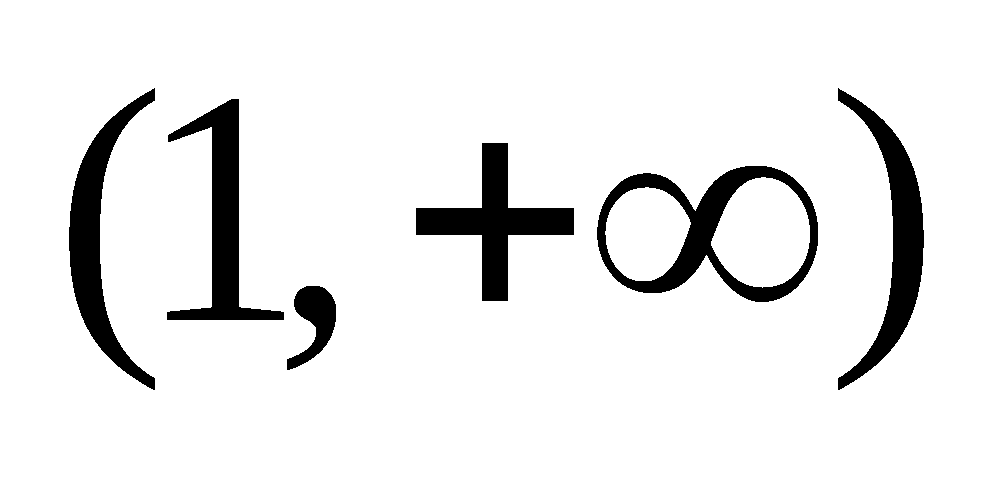 (1, +∞)